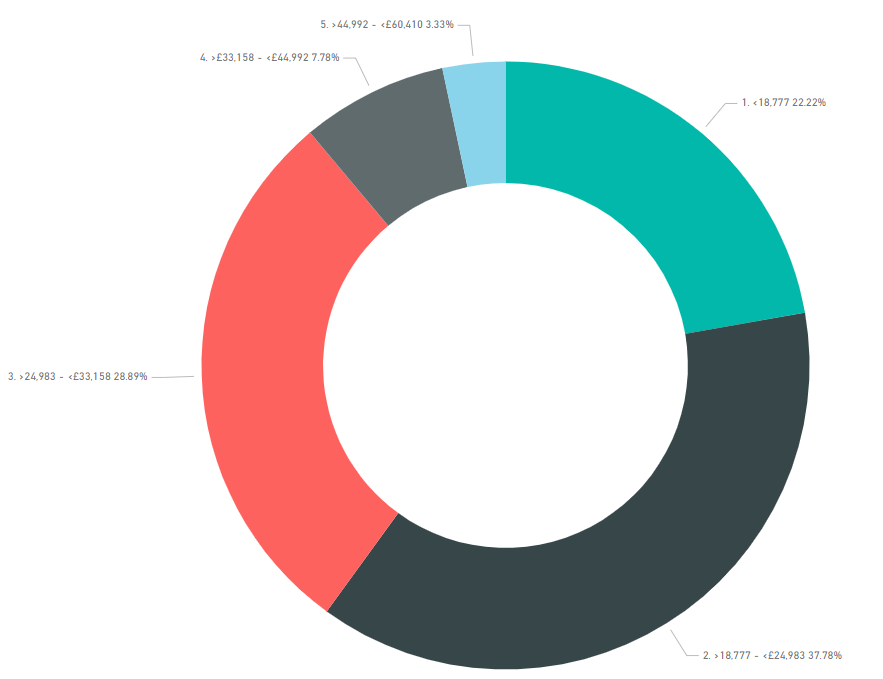 5. >44,992 - <£60,410 3.33%
4. >£33,158 - <£44,992 7.78%
1. <18,777 22.22%
3. >24,983 - <£33,158 28.89%
2. >18,777 - <£24,983 37.78%